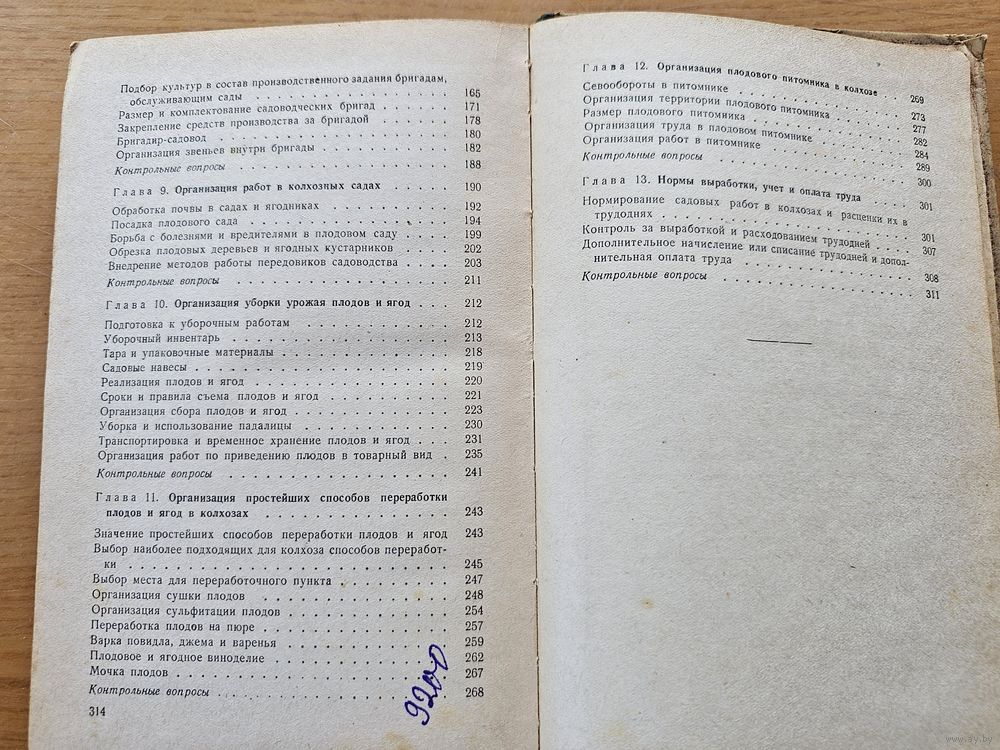 Подбор культур в состав производственного задания бригадам,
обслуживающим сады . . . . . . . . . . . . . . 165
Размер и комплектование садоводческих бригад . . . . . 171
Закрепление средств производства за бригадой . . . . . 178
Бригадир-садовод . . . . . . . . . . . . . . . 180
Организация звеньев внутри бригады . . . . . . . . 182
Контрольные вопросы . . . . . . . . . . . . . . 188
Глава 9. Организация работ в колхозных садах . . . . . 190
Обработка почвы в садах и ягодниках . . . . . . . . 192
Посадка плодового сада . . . . . . . . . . . . . 194
Борьба с болезнями и вредителями в плодовом саду . . . . 199
Обрезка плодовых деревьев и ягодных кустарников . . . . 202
Внедрение методов работы передовиков садоводства . . . . 203
Контрольные вопросы . . . . . . . . . . . . . . 211
Глава 10. Организация уборки урожая плодов и ягод . . . 212
Подготовка к уборочным работам . . . . . . . . . . 212
Уборочный инвентарь . . . . . . . . . . . . . . 213
Тара и упаковочные материалы . . . . . . . . . . . 218
Садовые навесы . . . . . . . . . . . . . . . . 219
Реализация плодов и ягод . . . . . . . . . . . . 220
Сроки и правила съема плодов и ягод . . . . . . . . 221
Организация сбора плодов и ягод . . . . . . . . . . 223
Уборка и использование падалицы . . . . . . . . . . 230
Транспортировка и временное хранение плодов и ягод . . . 231
Организация работ по приведению плодов в товарный вид . 235
Контрольные вопросы . . . . . . . . . . . . . . 241
Глава 11. Организация простейших способов переработки
плодов и ягод в колхозах . . . . . . . . . . . . 243
Значение простейших способов переработки плодов и ягод 243
Выбор наиболее подходящих для колхоза способов переработ-
ки . . . . . . . . . . . . . . . . . . . . . 245
Выбор места для переработочного пункта . . . . . . . 247
Организация сушки плодов . . . . . . . . . . . . 248
Организация сульфитации плодов . . . . . . . . . . 254
Переработка плодов на пюре . . . . . . . . . . . . 257
Варка повидла, джема и варенья . . . . . . . . . . 259
Плодовое и ягодное виноделие . . . . . . . . . . . 262
Мочка плодов . . . . . . . . . . . . . . . . . 267
Контрольные вопросы . . . . . . . . . . . . . . 268
314
Глава 12. Организация плодового питомника в колхозе . . 269
Севообороты в питомнике . . . . . . . . . . . . . 273
Организация территории плодового питомника . . . . . . 277
Размер плодового питомника . . . . . . . . . . . . 282
Организация труда в плодовом питомнике . . . . . . . 284
Организация работ в питомнике . . . . . . . . . . . 289
Контрольные вопросы . . . . . . . . . . . . . . 300
Глава 13. Нормы выработки, учет и оплата труда . . . . 301
Нормирование садовых работ в колхозах и расценки их в
трудоднях . . . . . . . . . . . . . . . . . . 301
Контроль за выработкой и расходованием трудодней . . . 307
Дополнительное начисление или списание трудодней и допол-
нительная оплата труда . . . . . . . . . . . . . 308
Контрольные вопросы . . . . . . . . . . . . . . 311
www.ay.by